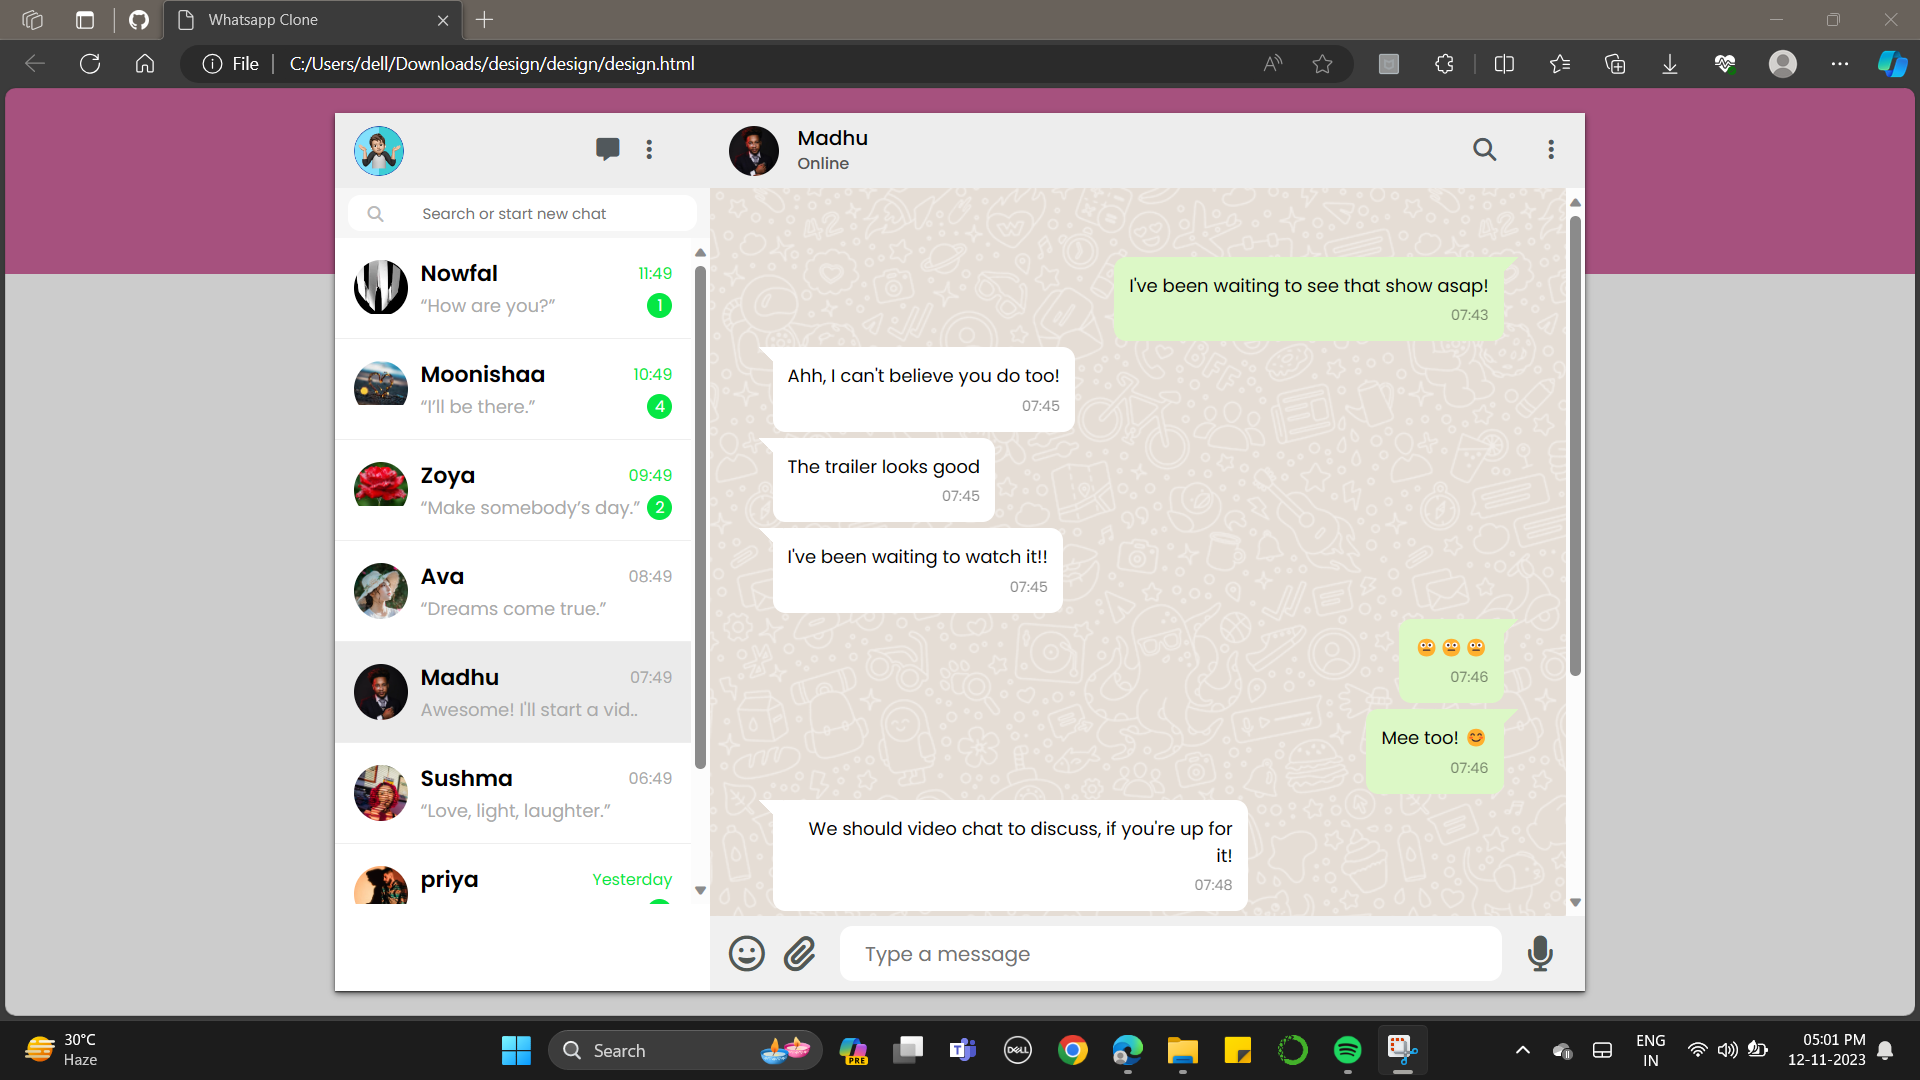 Whatsapp Clone
File
C:/Users/dell/Downloads/design/design/design.html
Madhu
Online
Search or start new chat
Nowfal 11:49
“How are you?” 1
Moonishaa 10:49
“I’ll be there.” 4
Zoya 09:49
“Make somebody’s day.” 2
Ava 08:49
“Dreams come true.”
Madhu 07:49
Awesome! I'll start a vid..
Sushma 06:49
“Love, light, laughter.”
priya Yesterday
I've been waiting to see that show asap!
07:43
Ahh, I can't believe you do too!
07:45
The trailer looks good
07:45
I've been waiting to watch it!!
07:45
😳 😳 😳
07:46
Mee too! 😊
07:46
We should video chat to discuss, if you're up for
it!
07:48
Type a message
30°C
Haze
Search
PRE
DELL
ENG
IN
05:01 PM
12-11-2023